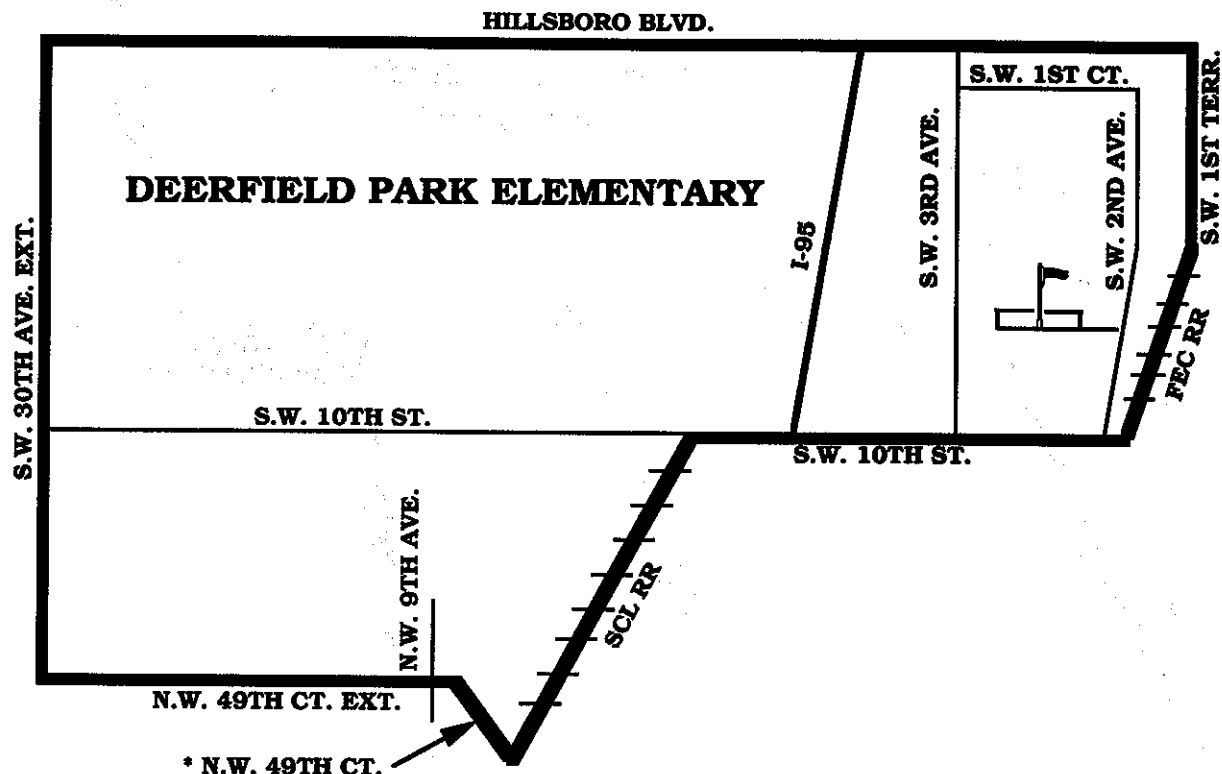 HILLSBORO BLVD.
S.W. 1ST CT.
S.W. 1ST TERR.
S.W. 3RD AVE.
S.W. 2ND AVE.
DEERFIELD PARK ELEMENTARY
I-95
S.W. 30TH AVE. EXT.
FEC RR
S.W. 10TH ST.
S.W. 10TH ST.
N.W. 9TH AVE.
SCL RR
N.W. 49TH CT. EXT.
* N.W. 49TH CT.